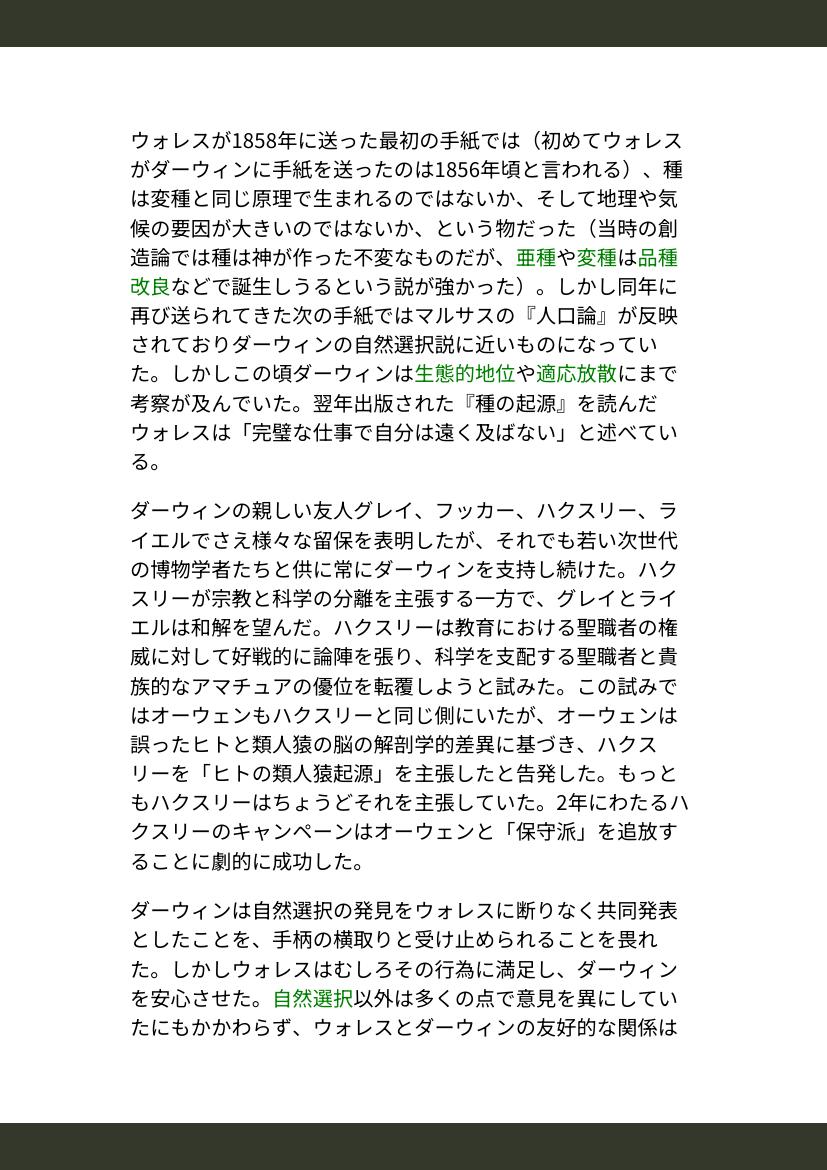 ウォレスが1858年に送った最初の手紙では（初めてウォレス
がダーウィンに手紙を送ったのは1856年頃と言われる）、種
は変種と同じ原理で生まれるのではないか、そして地理や気
候の要因が大きいのではないか、という物だった（当時の創
造論では種は神が作った不変なものだが、亜種や変種は品種
改良などで誕生しうるという説が強かった）。しかし同年に
再び送られてきた次の手紙ではマルサスの『人口論』が反映
されておりダーウィンの自然選択説に近いものになってい
た。しかしこの頃ダーウィンは生態的地位や適応放散にまで
考察が及んでいた。翌年出版された『種の起源』を読んだ
ウォレスは「完璧な仕事で自分は遠く及ばない」と述べてい
る。
ダーウィンの親しい友人グレイ、フッカー、ハクスリー、ラ
イエルでさえ様々な留保を表明したが、それでも若い次世代
の博物学者たちと供に常にダーウィンを支持し続けた。ハク
スリーが宗教と科学の分離を主張する一方で、グレイとライ
エルは和解を望んだ。ハクスリーは教育における聖職者の権
威に対して好戦的に論陣を張り、科学を支配する聖職者と貴
族的なアマチュアの優位を転覆しようと試みた。この試みで
はオーウェンもハクスリーと同じ側にいたが、オーウェンは
誤ったヒトと類人猿の脳の解剖学的差異に基づき、ハクス
リーを「ヒトの類人猿起源」を主張したと告発した。もっと
もハクスリーはちょうどそれを主張していた。2年にわたるハ
クスリーのキャンペーンはオーウェンと「保守派」を追放す
ることに劇的に成功した。
ダーウィンは自然選択の発見をウォレスに断りなく共同発表
としたことを、手柄の横取りと受け止められることを畏れ
た。しかしウォレスはむしろその行為に満足し、ダーウィン
を安心させた。自然選択以外は多くの点で意見を異にしてい
たにもかかわらず、ウォレスとダーウィンの友好的な関係は